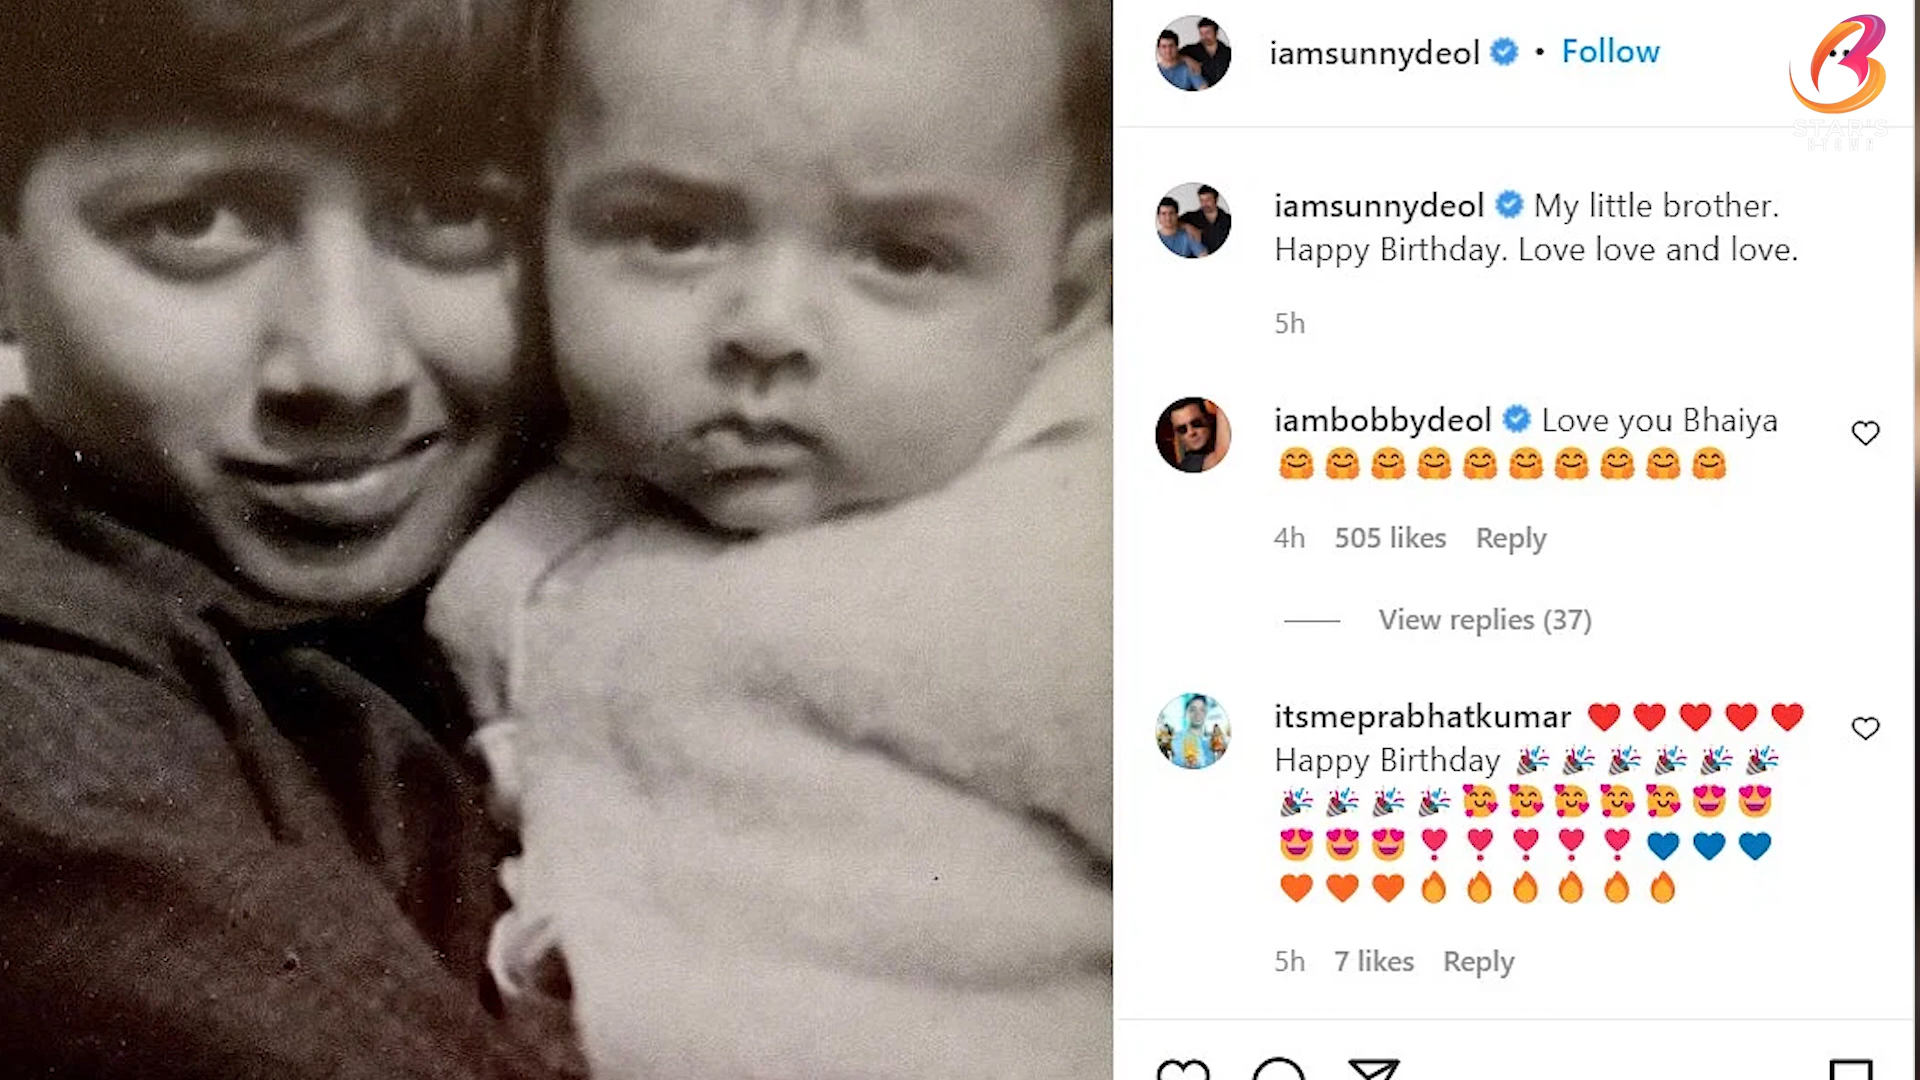 iamsunnydeol • Follow
STAR'S
iamsunnydeol My little brother.
Happy Birthday. Love love and love.
5h
iambobbydeol Love you Bhaiya
🤗🤗🤗🤗🤗🤗🤗🤗🤗🤗
4h 505 likes Reply
View replies (37)
itsmeprabhatkumar ❤️❤️❤️❤️❤️
Happy Birthday 🎉🎉🎉🎉🎉🎉
🎉🎉🎉🎉🥰🥰🥰🥰🥰😍😍
😍😍😍❣️❣️❣️❣️❣️💙💙💙
🧡🧡🧡🔥🔥🔥🔥🔥🔥
5h 7 likes Reply